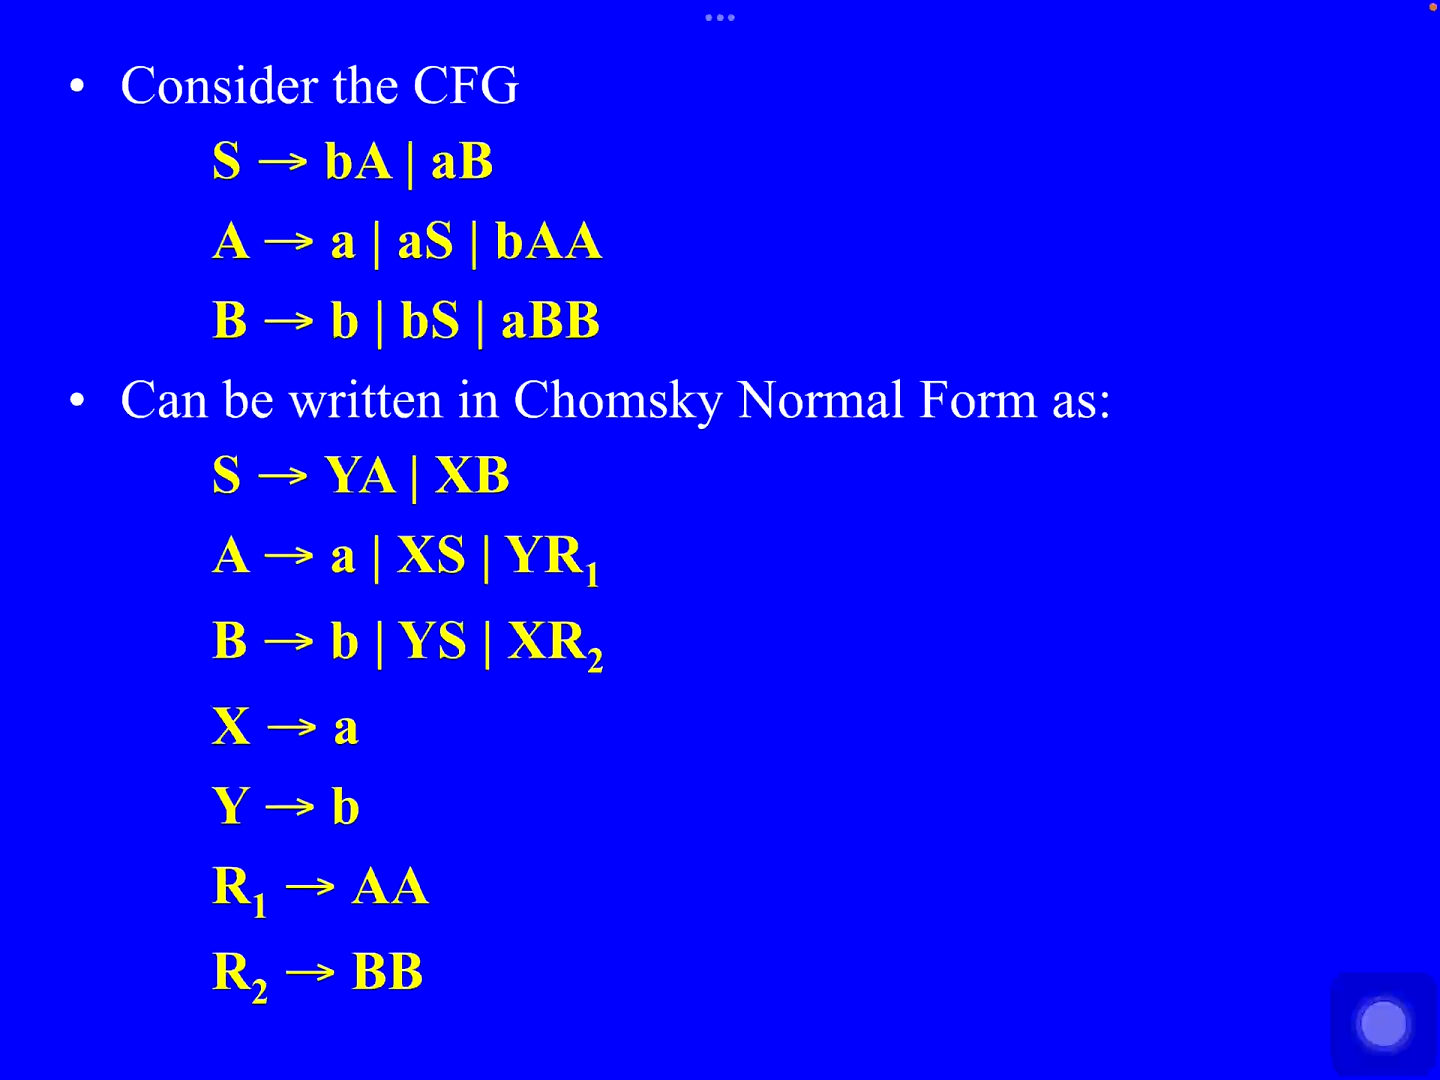 • Consider the CFG
S → bA | aB
A → a | aS | bAA
B → b | bS | aBB
• Can be written in Chomsky Normal Form as:
S → YA | XB
A → a | XS | YR₁
B → b | YS | XR₂
X → a
Y → b
R₁ → AA
R₂ → BB